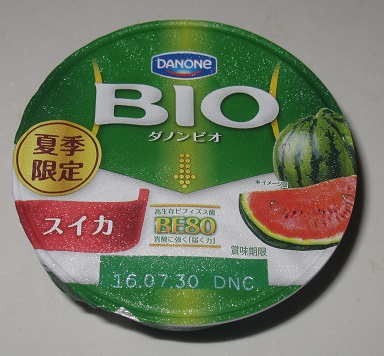 DANONE
BIO
ダノンビオ
夏季
限定
※イメージ
スイカ
高生存ビフィズス菌
BE80
胃酸に強く「届く力」
賞味期限
16.07.30 DNC